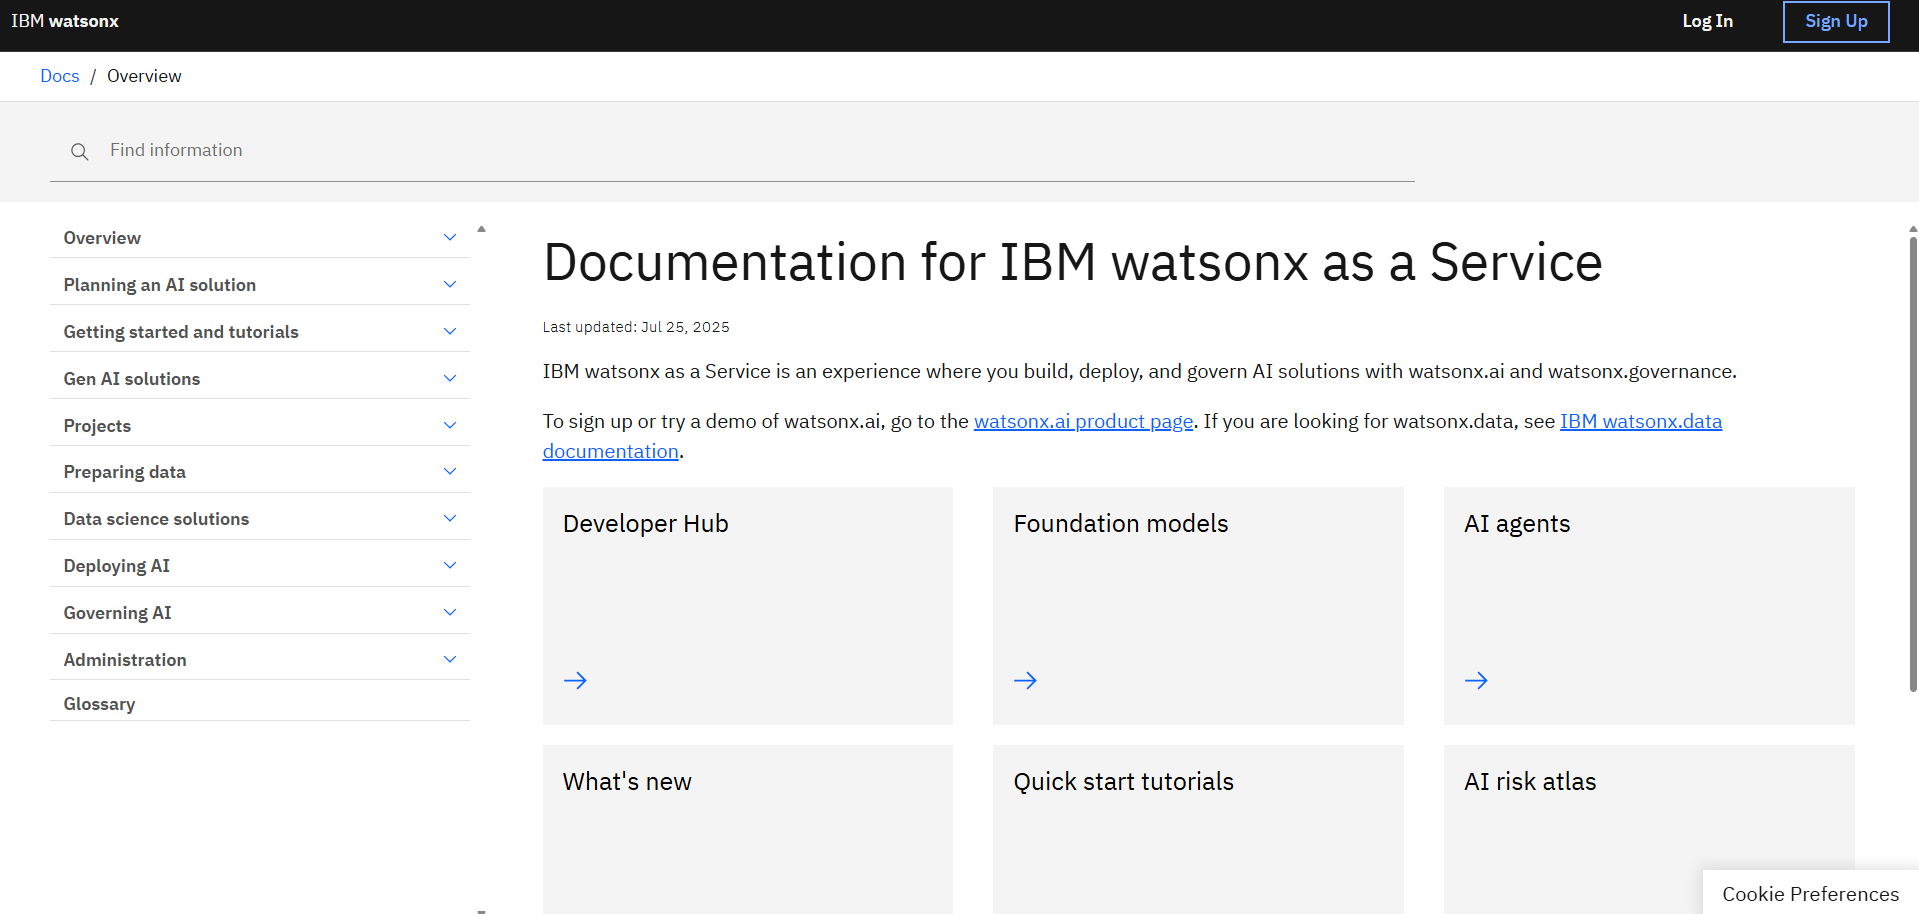 IBM watsonx
Log In
Sign Up
Docs / Overview
Find information
Overview
Planning an AI solution
Getting started and tutorials
Gen AI solutions
Projects
Preparing data
Data science solutions
Deploying AI
Governing AI
Administration
Glossary
Documentation for IBM watsonx as a Service
Last updated: Jul 25, 2025
IBM watsonx as a Service is an experience where you build, deploy, and govern AI solutions with watsonx.ai and watsonx.governance.
To sign up or try a demo of watsonx.ai, go to the watsonx.ai product page. If you are looking for watsonx.data, see IBM watsonx.data
documentation.
Developer Hub
Foundation models
AI agents
What's new
Quick start tutorials
AI risk atlas
Cookie Preferences